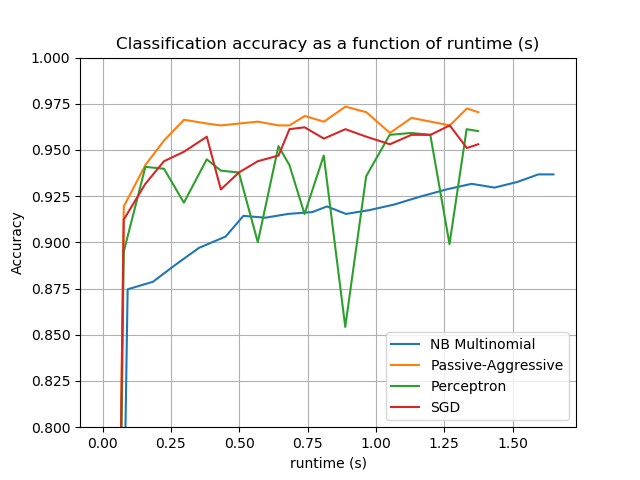 Classification accuracy as a function of runtime (s)
1.000
0.975
0.950
0.925
0.900
0.875
0.850
0.825
0.800
Accuracy
NB Multinomial
Passive-Aggressive
Perceptron
SGD
0.00 0.25 0.50 0.75 1.00 1.25 1.50
runtime (s)